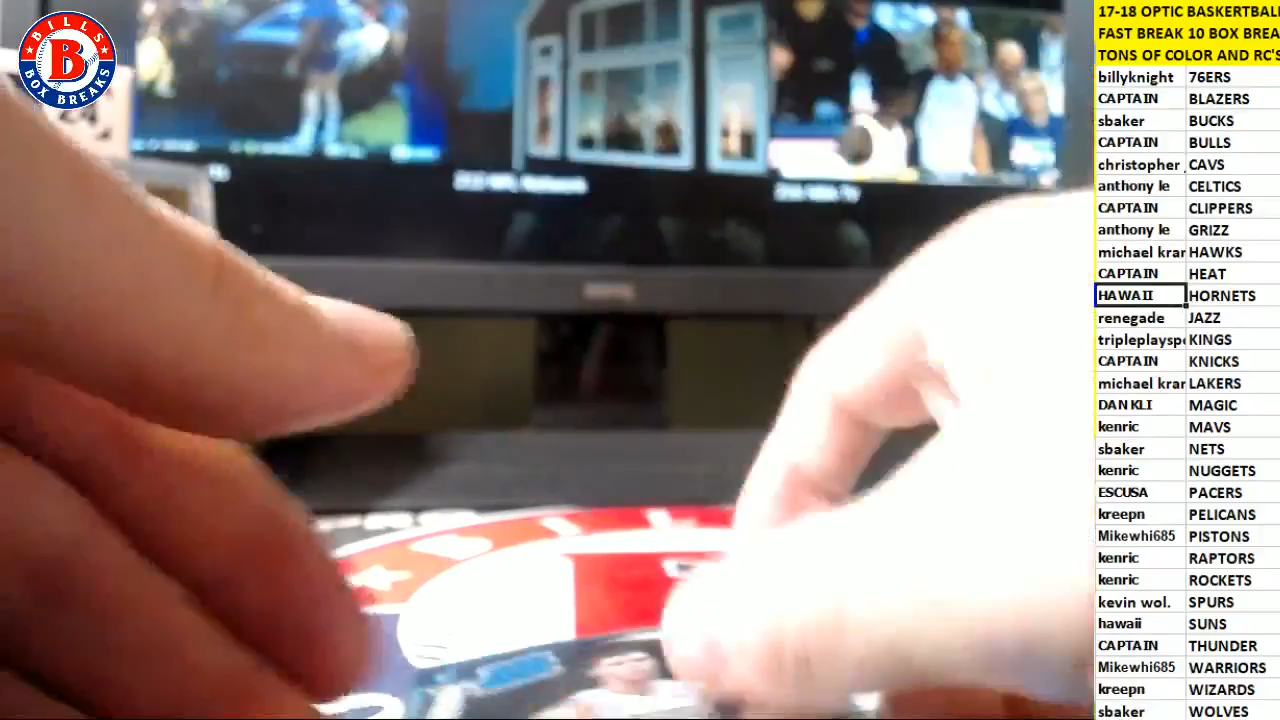 BILLS
B
BOX BREAKS
17-18 OPTIC BASKERTBALL
FAST BREAK 10 BOX BREA
TONS OF COLOR AND RC'S
billyknight 76ERS
CAPTAIN BLAZERS
sbaker BUCKS
CAPTAIN BULLS
christopher CAVS
anthony le CELTICS
CAPTAIN CLIPPERS
anthony le GRIZZ
michael krar HAWKS
CAPTAIN HEAT
HAWAII HORNETS
renegade JAZZ
tripleplayspo KINGS
CAPTAIN KNICKS
michael krar LAKERS
DAN KLI MAGIC
kenric MAVS
sbaker NETS
kenric NUGGETS
ESCUSA PACERS
kreepn PELICANS
Mikewhi685 PISTONS
kenric RAPTORS
kenric ROCKETS
kevin wol. SPURS
hawaii SUNS
CAPTAIN THUNDER
Mikewhi685 WARRIORS
kreepn WIZARDS
sbaker WOLVES